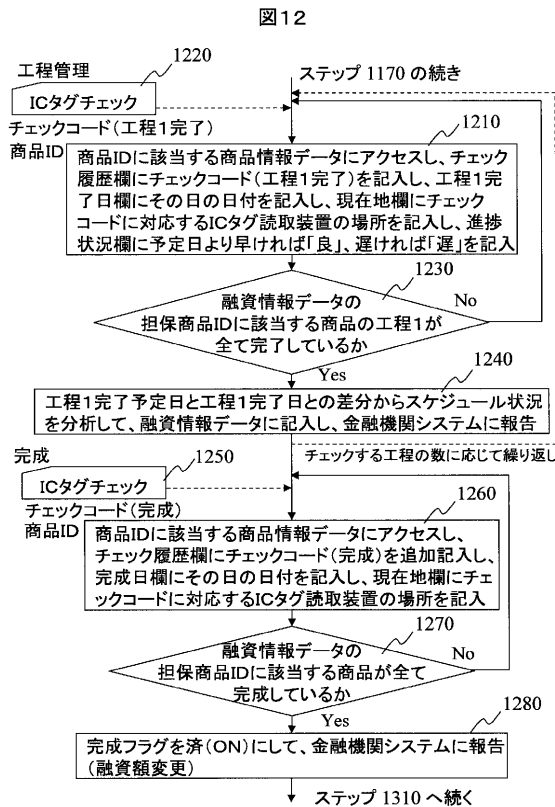 図12
1220
工程管理
ICタグチェック
チェックコード(工程1完了)
商品ID
ステップ 1170 の続き
1210
商品IDに該当する商品情報データにアクセスし、チェック
履歴欄にチェックコード(工程1完了)を記入し、工程1完
了日欄にその日の日付を記入し、現在地欄にチェック
コードに対応するICタグ読取装置の場所を記入し、進捗
状況欄に予定日より早ければ「良」、遅ければ「遅」を記入
1230
融資情報データの
担保商品IDに該当する商品の工程1が
全て完了しているか
No
Yes
1240
工程1完了予定日と工程1完了日との差分からスケジュール状況
を分析して、融資情報データに記入し、金融機関システムに報告
チェックする工程の数に応じて繰り返し
完成
1250
ICタグチェック
チェックコード(完成)
商品ID
1260
商品IDに該当する商品情報データにアクセスし、
チェック履歴欄にチェックコード(完成)を追加記入し、
完成日欄にその日の日付を記入し、現在地欄にチェ
ックコードに対応するICタグ読取装置の場所を記入
1270
融資情報データの
担保商品IDに該当する商品が全て
完成しているか
No
Yes
1280
完成フラグを済(ON)にして、金融機関システムに報告
(融資額変更)
ステップ 1310 へ続く